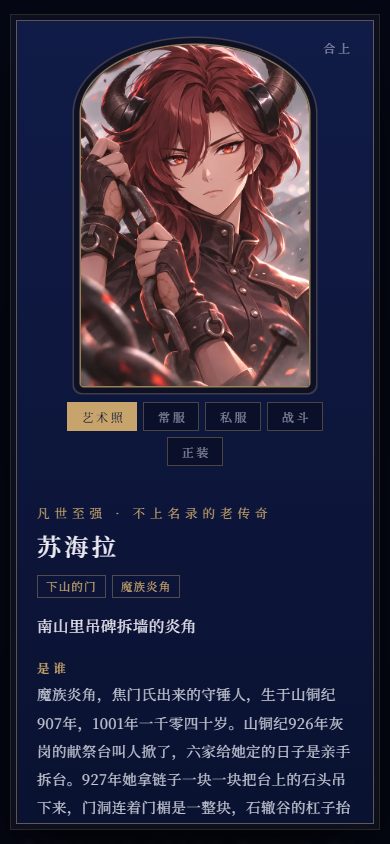 合上
艺术照
常服
私服
战斗
正装
凡世至强 · 不上名录的老传奇
苏海拉
下山的门
魔族炎角
南山里吊碑拆墙的炎角
是谁
魔族炎角，焦门氏出来的守锤人，生于山铜纪
907年，1001年一千零四十岁。山铜纪926年灰
岗的献祭台叫人掀了，六家给她定的日子是亲手
拆台。927年她拿链子一块一块把台上的石头吊
下来，门洞连着门楣是一整块，石辙谷的杠子抬